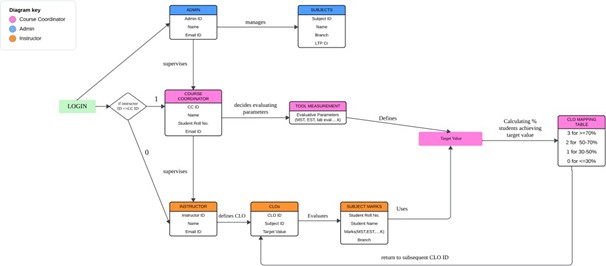 Diagram key
Course Coordinator
Admin
Instructor
ADMIN
Admin ID
Name
Email ID
manages
SUBJECTS
Subject ID
Name
Branch
LTP Cr
supervises
LOGIN
if instructor
ID ==CC ID
1
0
COURSE
COORDINATOR
CC ID
Name
Student Roll No.
Email ID
decides evaluating
parameters
TOOL MEASUREMENT
Evaluative Parameters
(MST, EST, lab eval ... k)
Defines
Target Value
Calculating %
students achieving
target value
CLO MAPPING
TABLE
3 for >=70%
2 for 50-70%
1 for 30-50%
0 for <=30%
supervises
INSTRUCTOR
Instructor ID
Name
Email ID
defines CLO
CLOs
CLO ID
Subject ID
Target Value
Evaluates
SUBJECT MARKS
Student Roll No.
Student Name
Marks(MST,EST,...K)
Branch
Uses
return to subsequent CLO ID